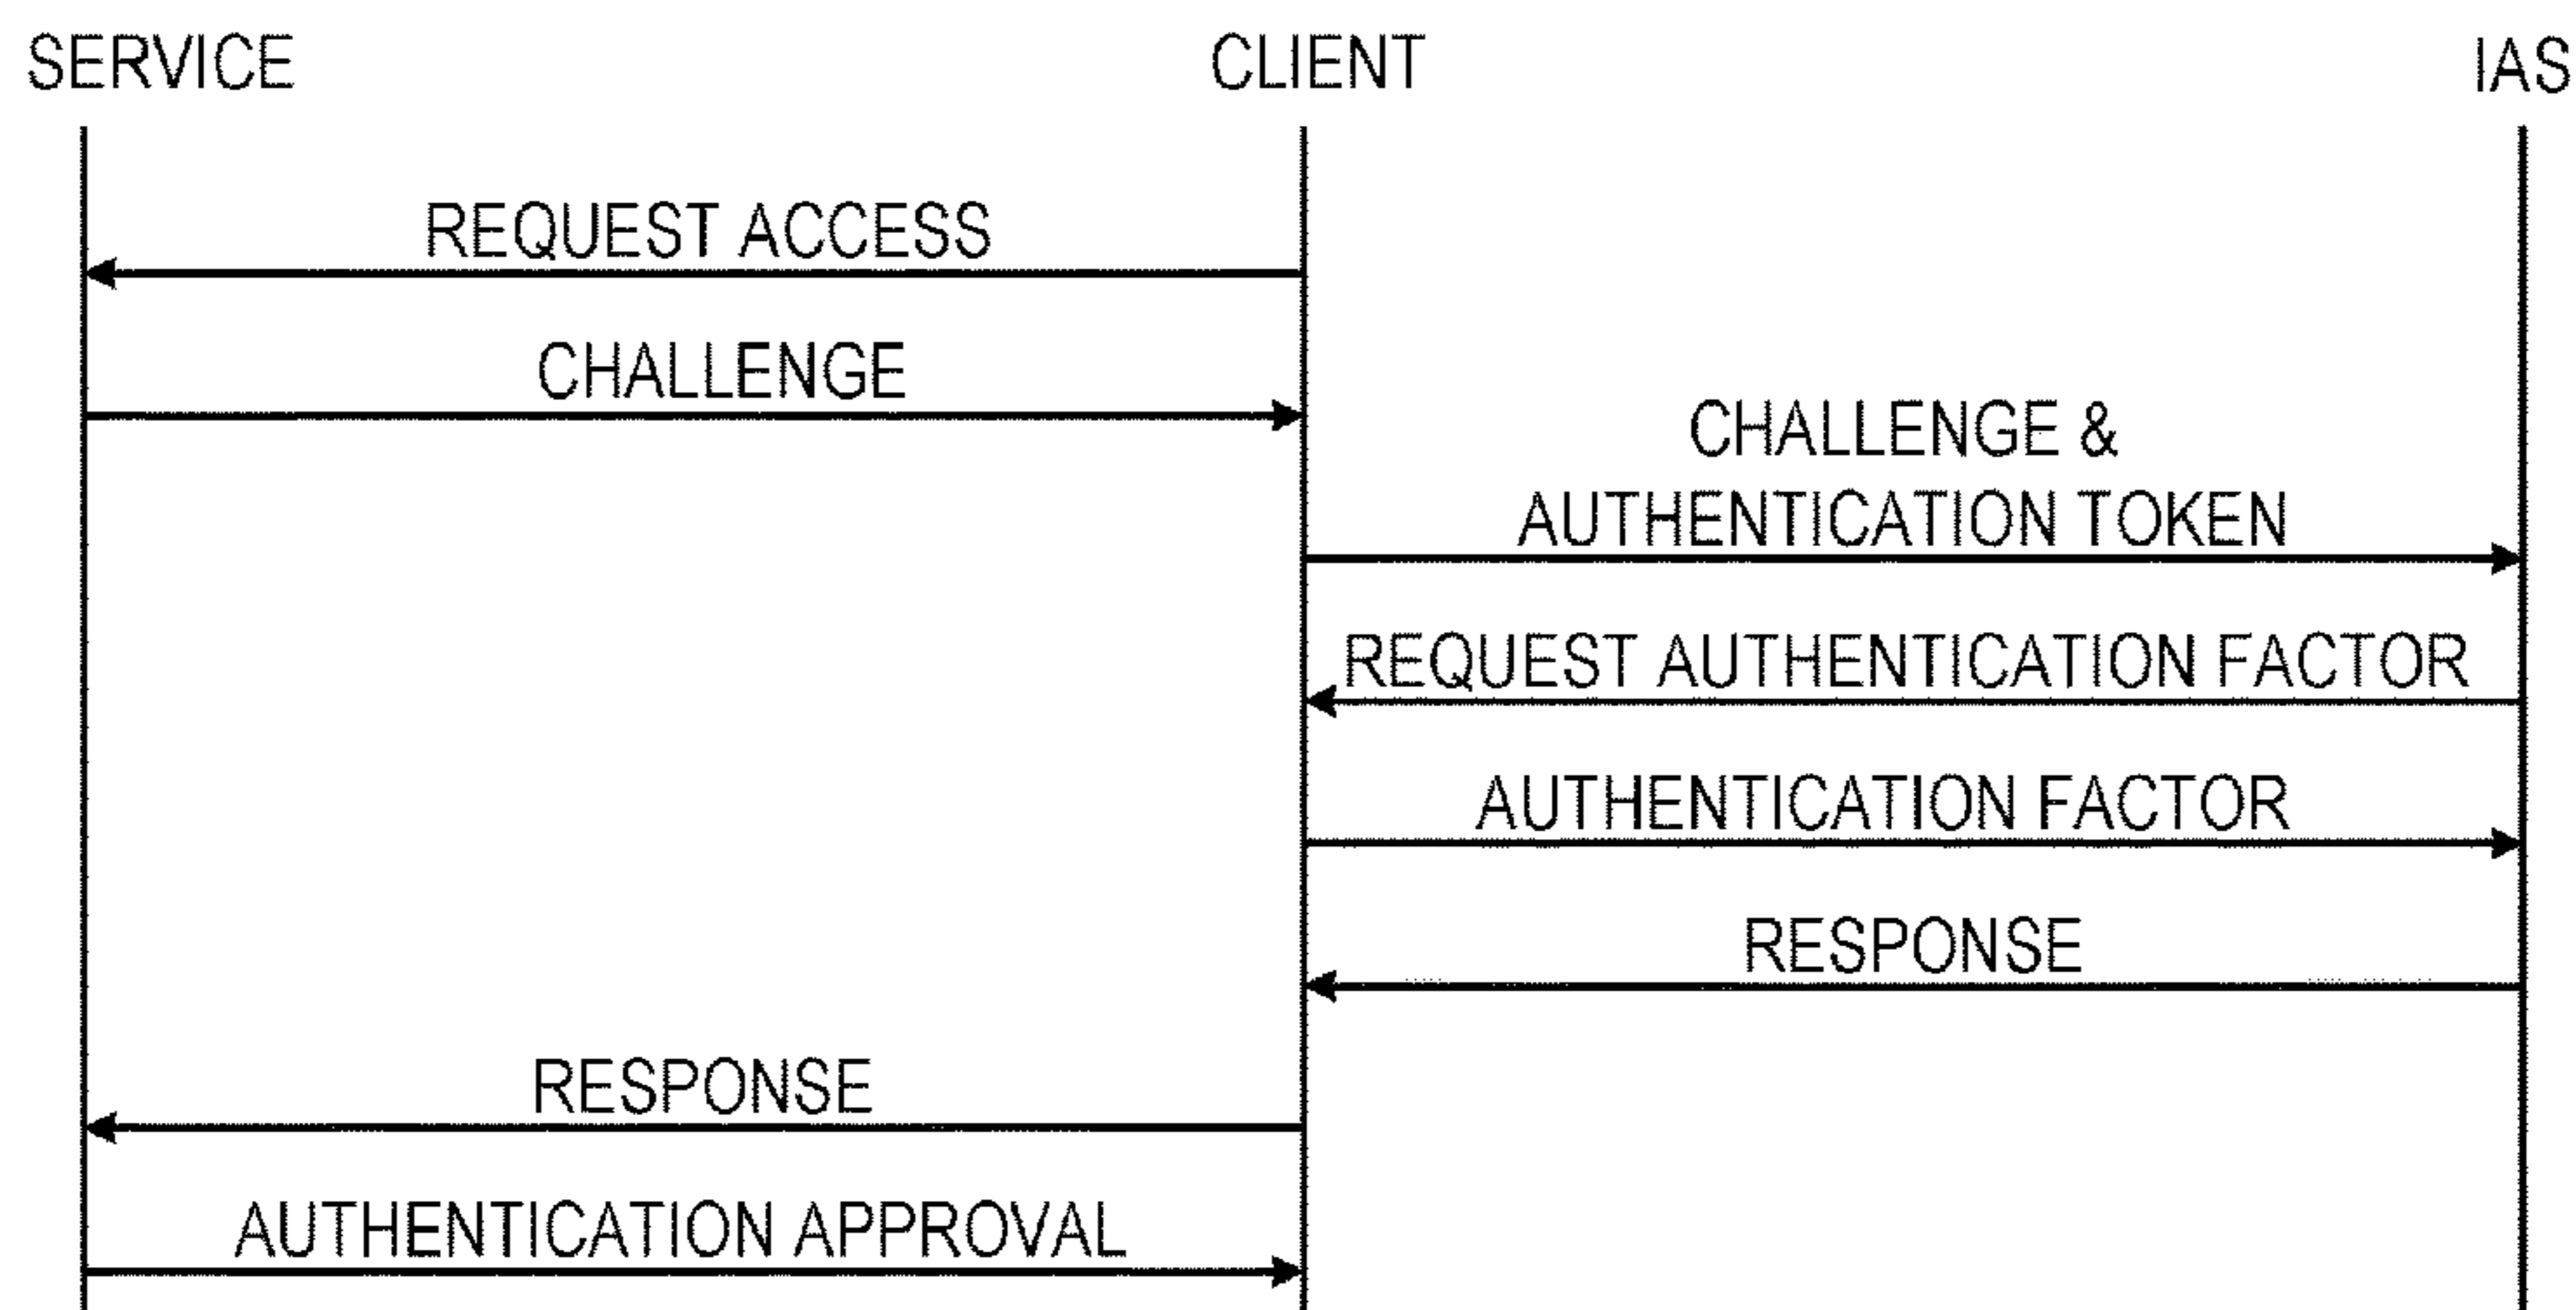 SERVICE
CLIENT
IAS
REQUEST ACCESS
CHALLENGE
CHALLENGE &
AUTHENTICATION TOKEN
REQUEST AUTHENTICATION FACTOR
AUTHENTICATION FACTOR
RESPONSE
RESPONSE
AUTHENTICATION APPROVAL